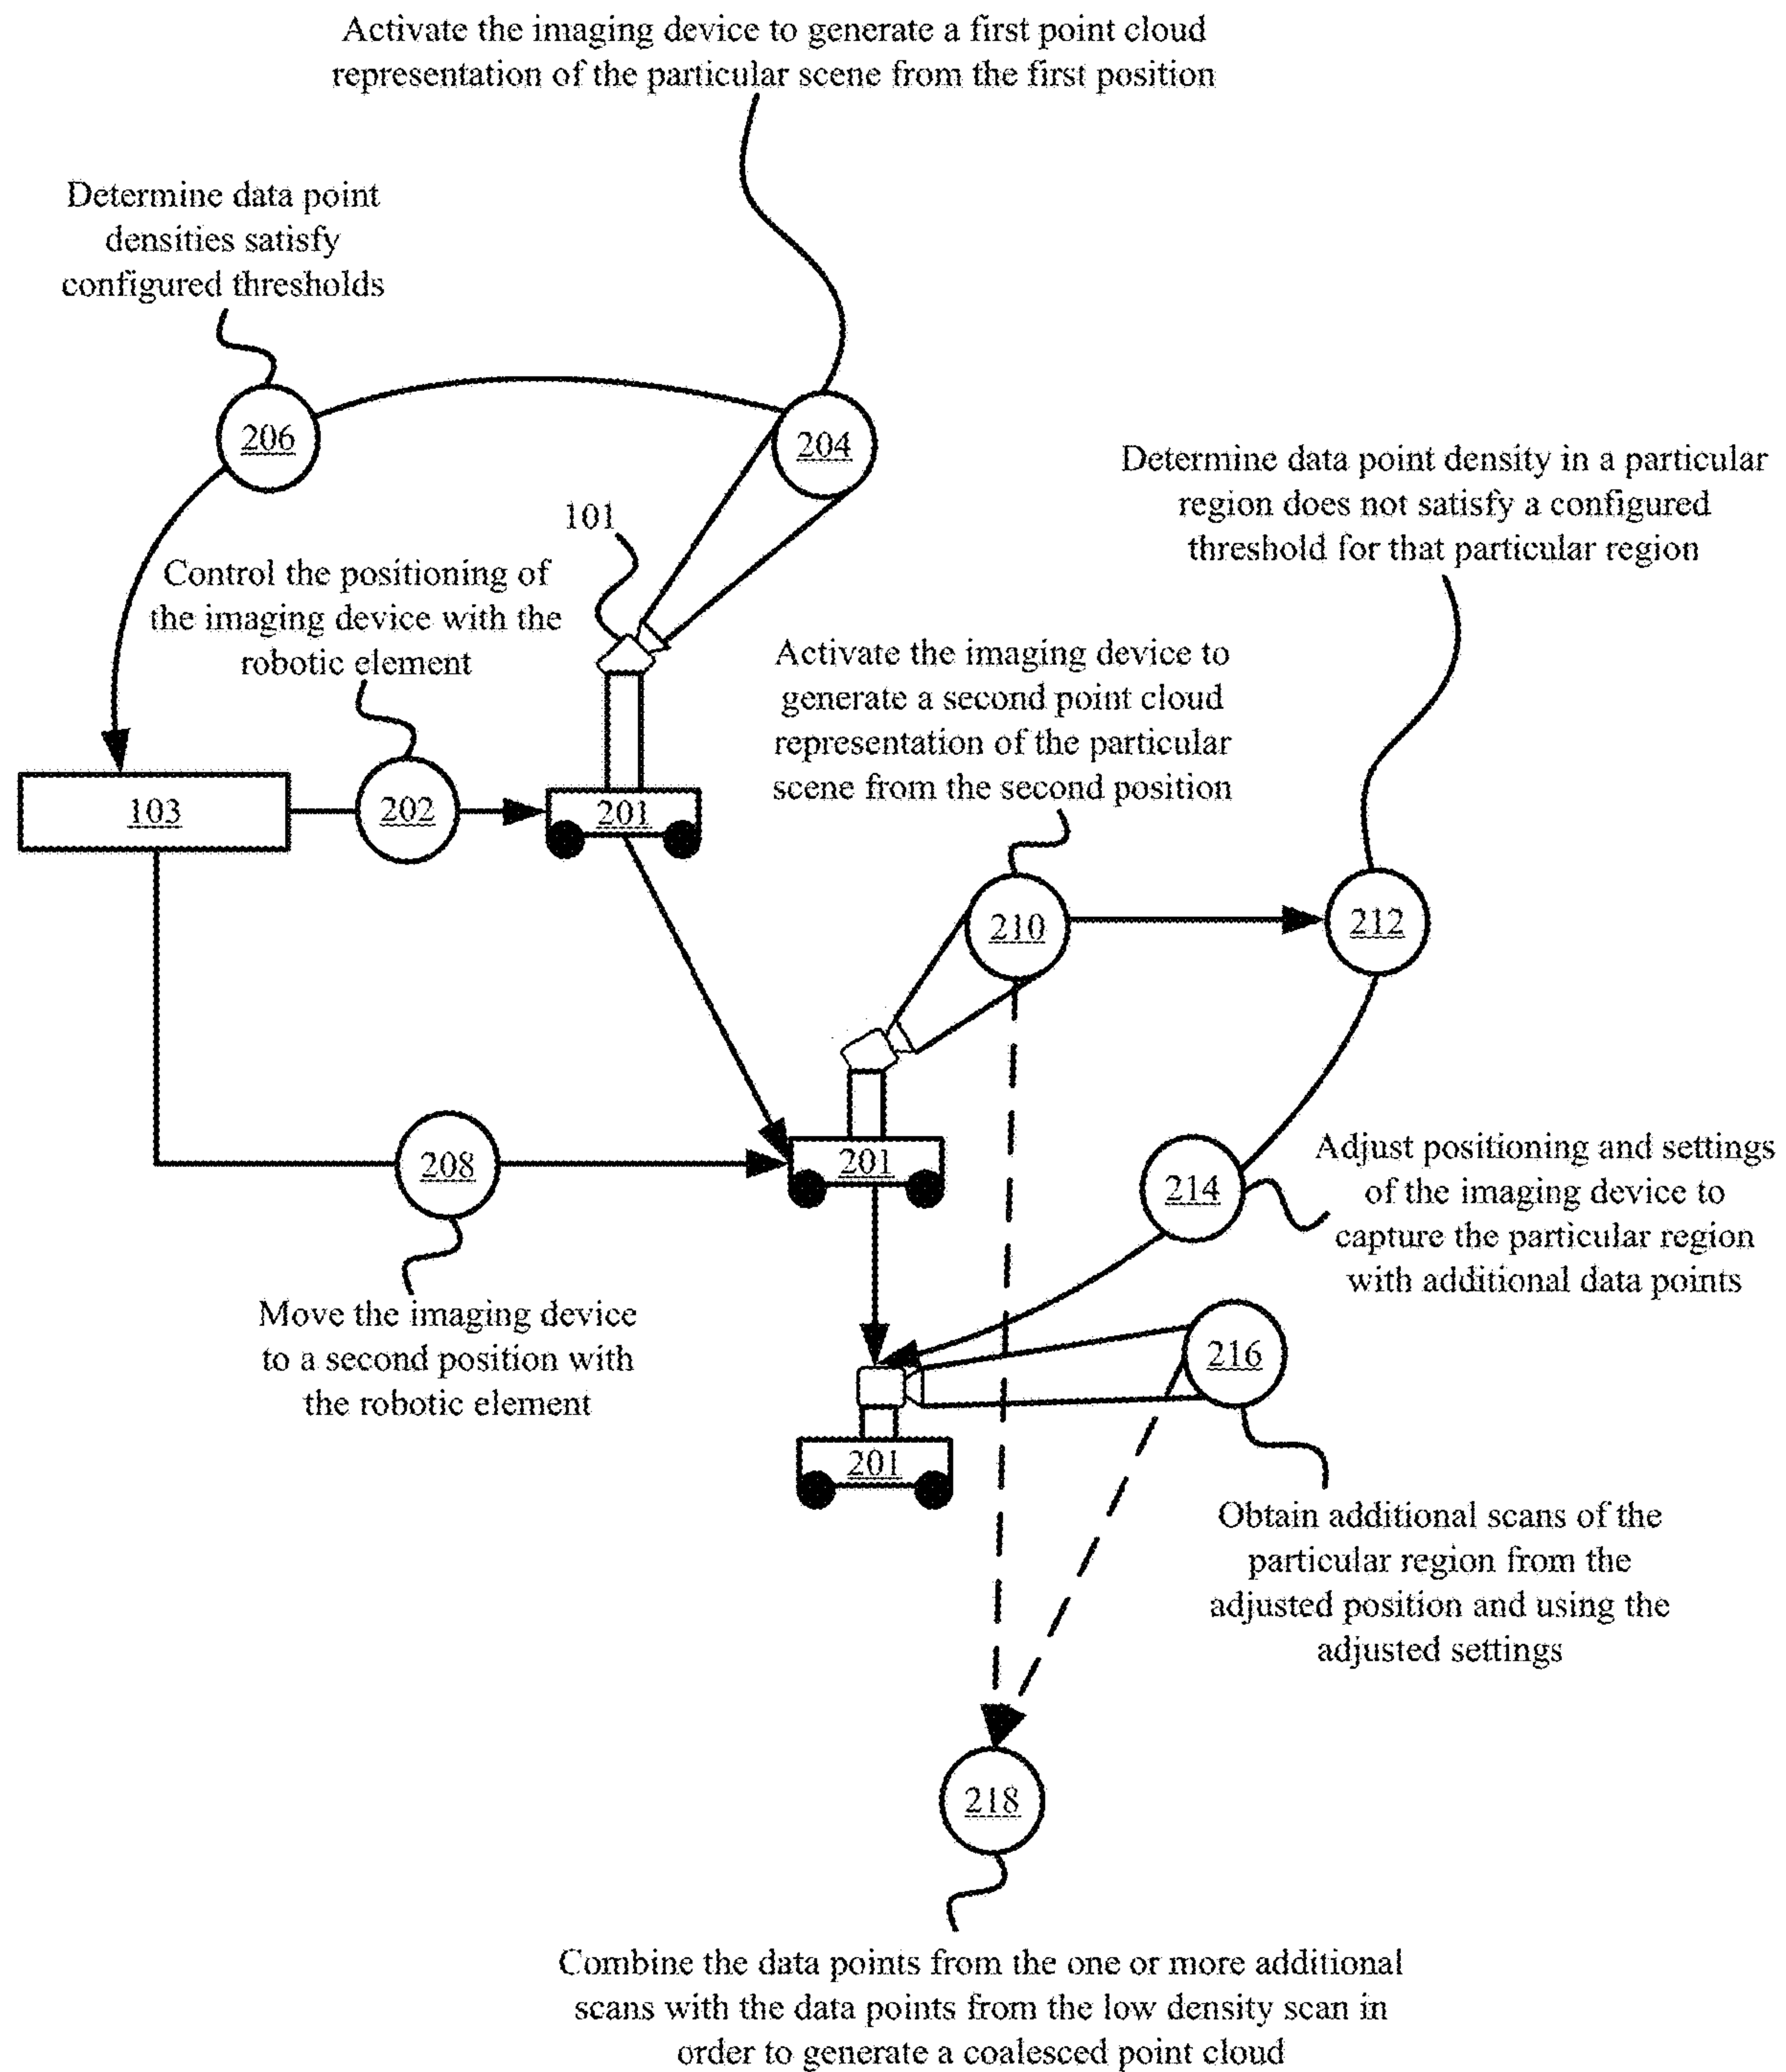 Activate the imaging device to generate a first point cloud
representation of the particular scene from the first position
Determine data point
densities satisfy
configured thresholds
206
204
Determine data point density in a particular
region does not satisfy a configured
threshold for that particular region
101
Control the positioning of
the imaging device with the
robotic element
Activate the imaging device to
generate a second point cloud
representation of the particular
scene from the second position
103
202
201
210
212
208
201
214
Adjust positioning and settings
of the imaging device to
capture the particular region
with additional data points
Move the imaging device
to a second position with
the robotic element
216
201
Obtain additional scans of the
particular region from the
adjusted position and using the
adjusted settings
218
Combine the data points from the one or more additional
scans with the data points from the low density scan in
order to generate a coalesced point cloud